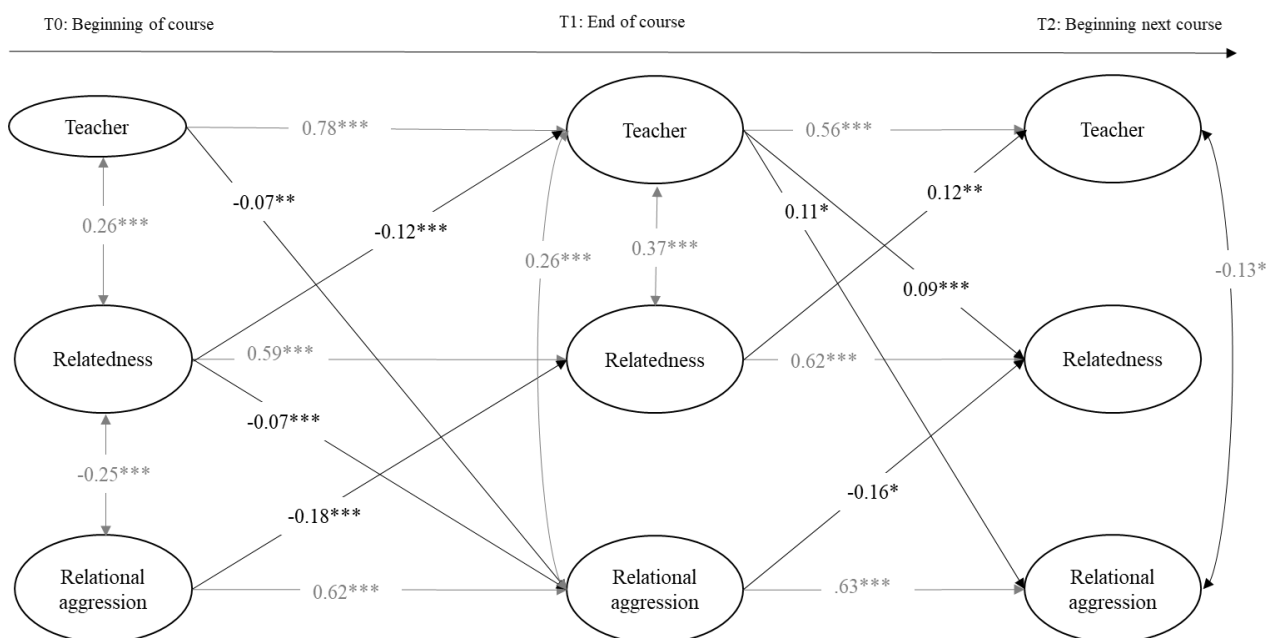 T0: Beginning of course
T1: End of course
T2: Beginning next course
Teacher
0.78***
Teacher
0.56***
Teacher
-0.07**
0.12**
0.11*
0.26***
-0.12***
0.37***
0.26***
-0.13*
0.09***
Relatedness
0.59***
Relatedness
0.62***
Relatedness
-0.07***
-0.25***
-0.16*
-0.18***
Relational
aggression
0.62***
Relational
aggression
.63***
Relational
aggression